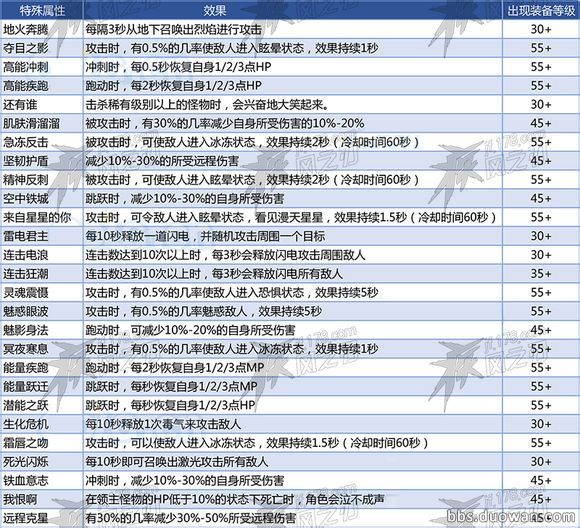 特殊属性 效果 出现装备等级
地火奔腾 每隔3秒从地下召唤出烈焰进行攻击 30+
夺目之影 攻击时，有0.5%的几率使敌人进入眩晕状态，效果持续1秒 55+
高能冲刺 冲刺时，每0.5秒恢复自身1/2/3点HP 55+
高能疾跑 跑动时，每2秒恢复自身1/2/3点HP 55+
还有谁 击杀稀有级别以上的怪物时，会兴奋地大笑起来。 30+
肌肤滑溜溜 被攻击时，有30%的几率减少自身所受伤害的10%-20% 45+
急冻反击 被攻击时，可使敌人进入冰冻状态，效果持续2秒（冷却时间60秒） 55+
坚韧护盾 减少10%-30%的所受远程伤害 45+
精神反刺 被攻击时，可使敌人进入眩晕状态，效果持续2秒（冷却时间60秒） 55+
空中铁城 跳跃时，减少10%-30%的自身所受伤害 45+
来自星星的你 攻击时，可令敌人进入眩晕状态，看见漫天星星，效果持续1.5秒（冷却时间60秒） 55+
雷电君主 每10秒释放一道闪电，并随机攻击周围一个目标 30+
连击电浪 连击数达到10次以上时，每3秒会释放闪电攻击周围敌人 30+
连击狂潮 连击数达到10次以上时，每3秒会释放闪电攻击所有敌人 35+
灵魂震慑 攻击时，有0.5%的几率使敌人进入恐惧状态，效果持续5秒 55+
魅惑眼波 攻击时，有0.5%的几率魅惑敌人，效果持续5秒 55+
魅影身法 跑动时，可减少10%-20%的自身所受伤害 45+
冥夜寒息 攻击时，有0.5%的几率使敌人进入冰冻状态，效果持续1秒 55+
能量疾跑 跑动时，每2秒恢复自身1/2/3点MP 55+
能量跃迁 跳跃时，每秒恢复自身1/2/3点MP 55+
潜能之跃 跳跃时，每秒恢复自身1/2/3点HP 55+
生化危机 每10秒释放1次毒气来攻击敌人 30+
霜唇之吻 攻击时，可以使敌人进入冰冻状态，效果持续1.5秒（冷却时间60秒） 55+
死光闪烁 每10秒即可召唤出激光攻击所有敌人 30+
铁血意志 冲刺时，减少10%-30%的自身所受伤害 45+
我恨啊 在领主怪物的HP低于10%的状态下死亡时，角色会泣不成声 45+
远程克星 有30%的几率减少30%-50%所受远程伤害 45+
bbs.duowan.com